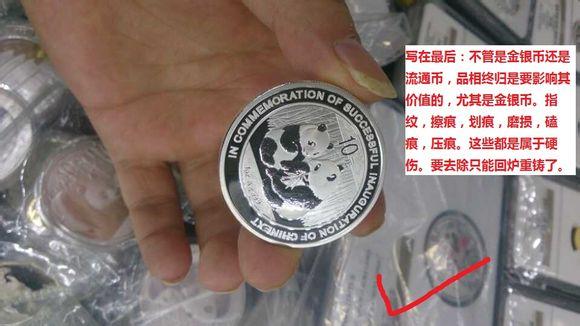 写在最后：不管是金银币还是
流通币，品相终归是要影响其
价值的，尤其是金银币。指
纹，擦痕，划痕，磨损，磕
痕，压痕。这些都是属于硬
伤。要去除只能回炉重铸了。
IN COMMEMORATION OF SUCCESSFUL INAUGURATION OF CHINEXT
10元